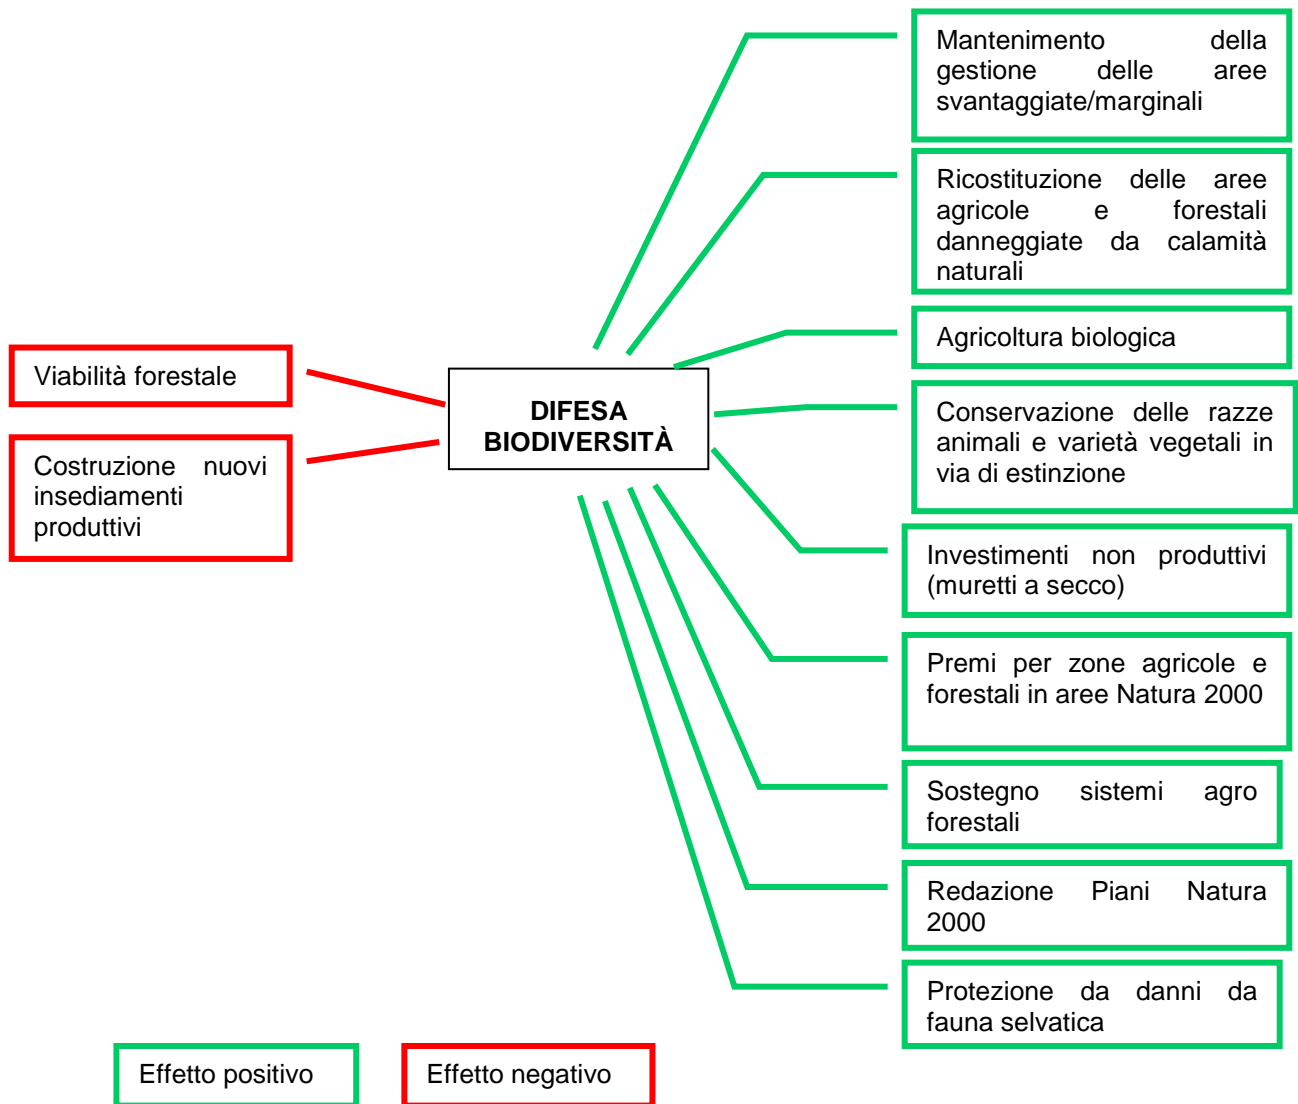 Mantenimento della
gestione delle aree
svantaggiate/marginali
Ricostituzione delle aree
agricole e forestali
danneggiate da calamità
naturali
Agricoltura biologica
Viabilità forestale
DIFESA
BIODIVERSITÀ
Conservazione delle razze
animali e varietà vegetali in
via di estinzione
Costruzione nuovi
insediamenti
produttivi
Investimenti non produttivi
(muretti a secco)
Premi per zone agricole e
forestali in aree Natura 2000
Sostegno sistemi agro
forestali
Redazione Piani Natura
2000
Protezione da danni da
fauna selvatica
Effetto positivo
Effetto negativo